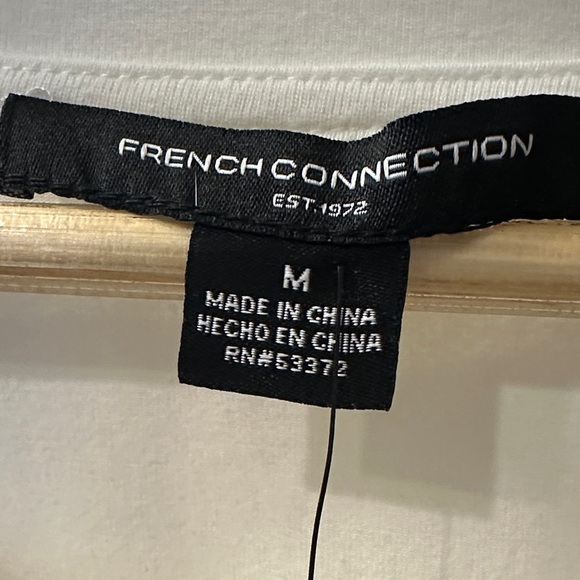 FRENCH CONNECTION
EST.1972
M
MADE IN CHINA
HECHO EN CHINA
RN#53372